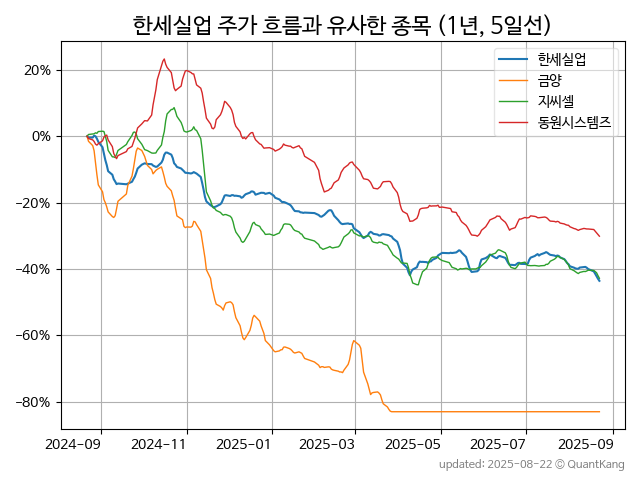 한세실업 주가 흐름과 유사한 종목 (1년, 5일선)
한세실업
금양
지씨셀
동원시스템즈
20%
0%
−20%
−40%
−60%
−80%
2024-09 2024-11 2025-01 2025-03 2025-05 2025-07 2025-09
updated: 2025-08-22 © QuantKang